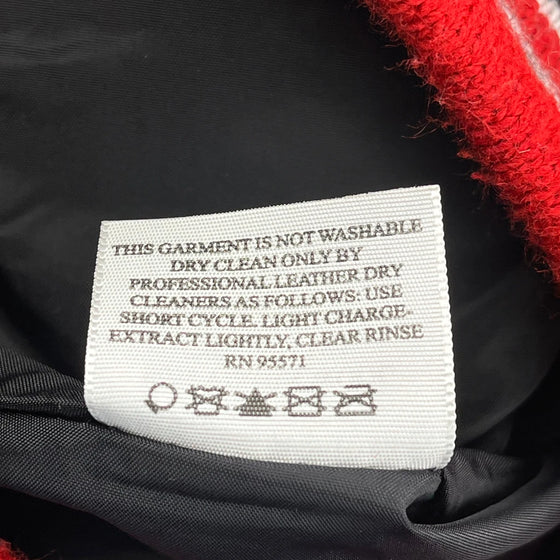 THIS GARMENT IS NOT WASHABLE
DRY CLEAN ONLY BY
PROFESSIONAL LEATHER DRY
CLEANERS AS FOLLOWS: USE
SHORT CYCLE. LIGHT CHARGE-
EXTRACT LIGHTLY, CLEAR RINSE
RN 95571